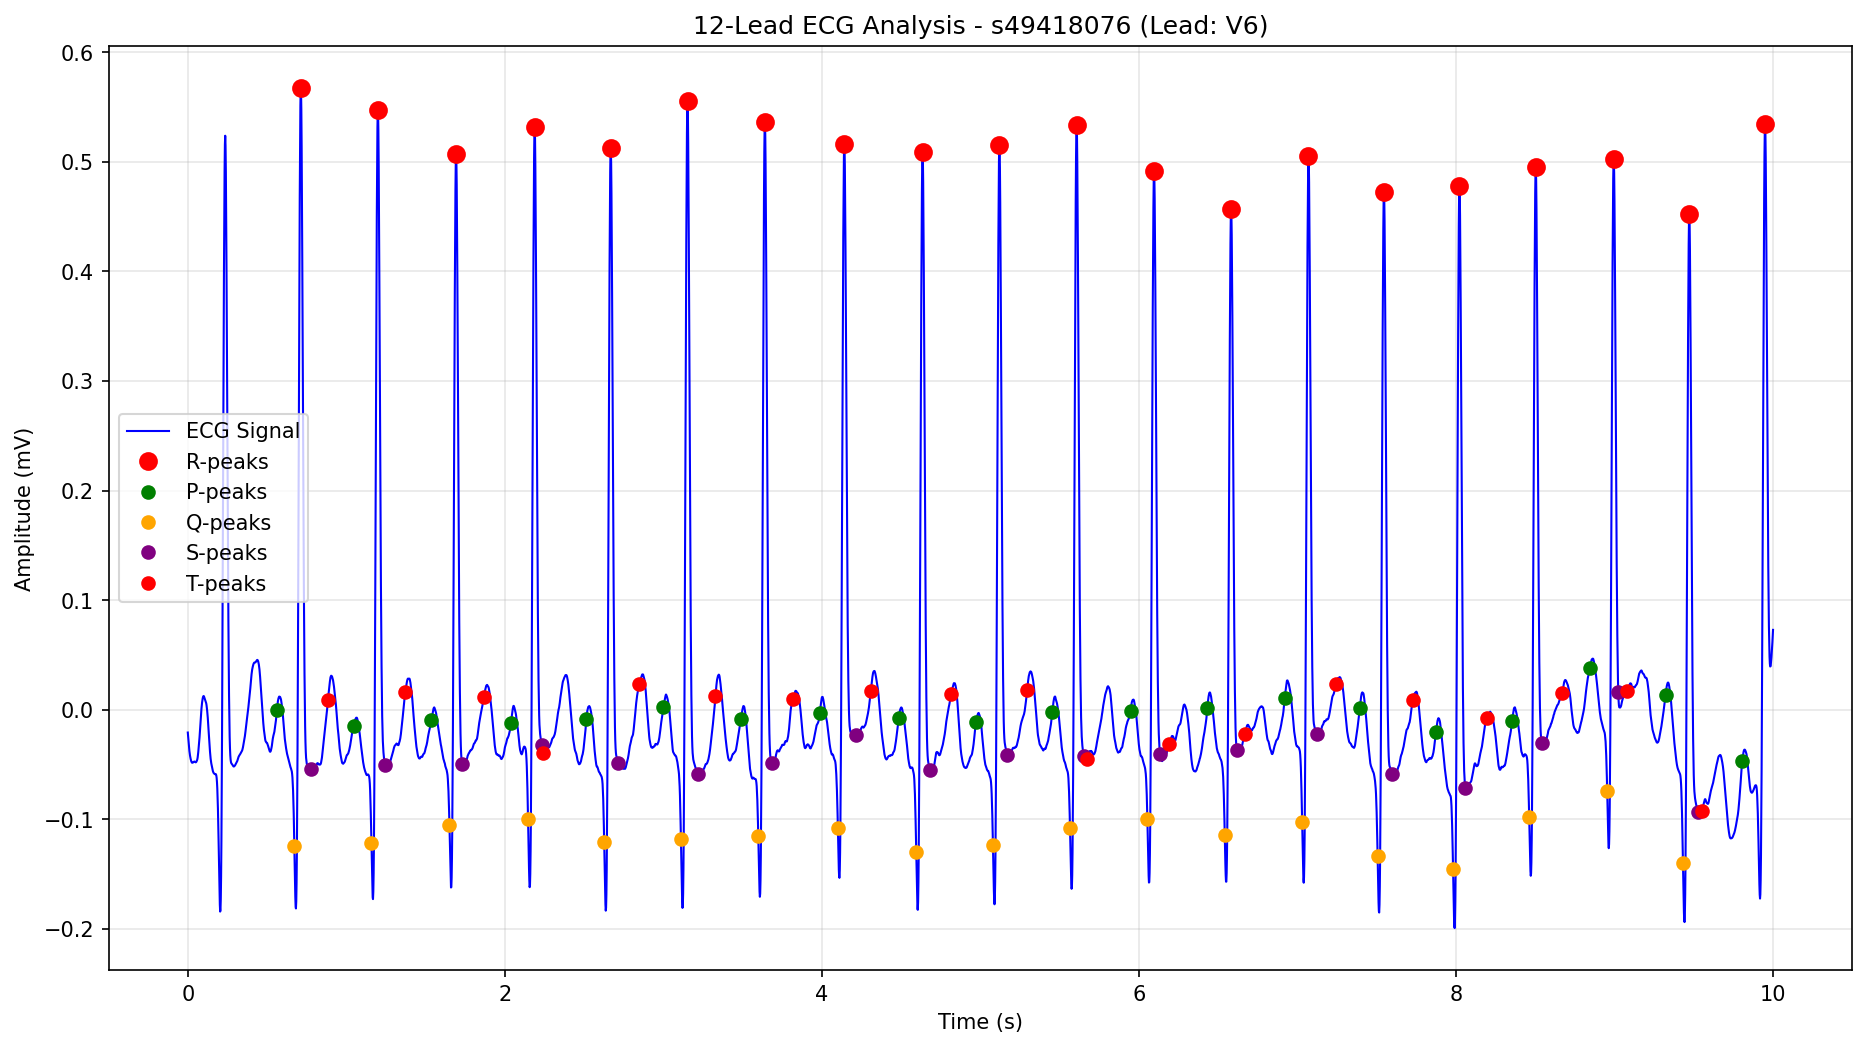 12-Lead ECG Analysis - s49418076 (Lead: V6)
Amplitude (mV)
0.6
0.5
0.4
0.3
0.2
0.1
0.0
−0.1
−0.2
ECG Signal
R-peaks
P-peaks
Q-peaks
S-peaks
T-peaks
0
2
4
6
8
10
Time (s)